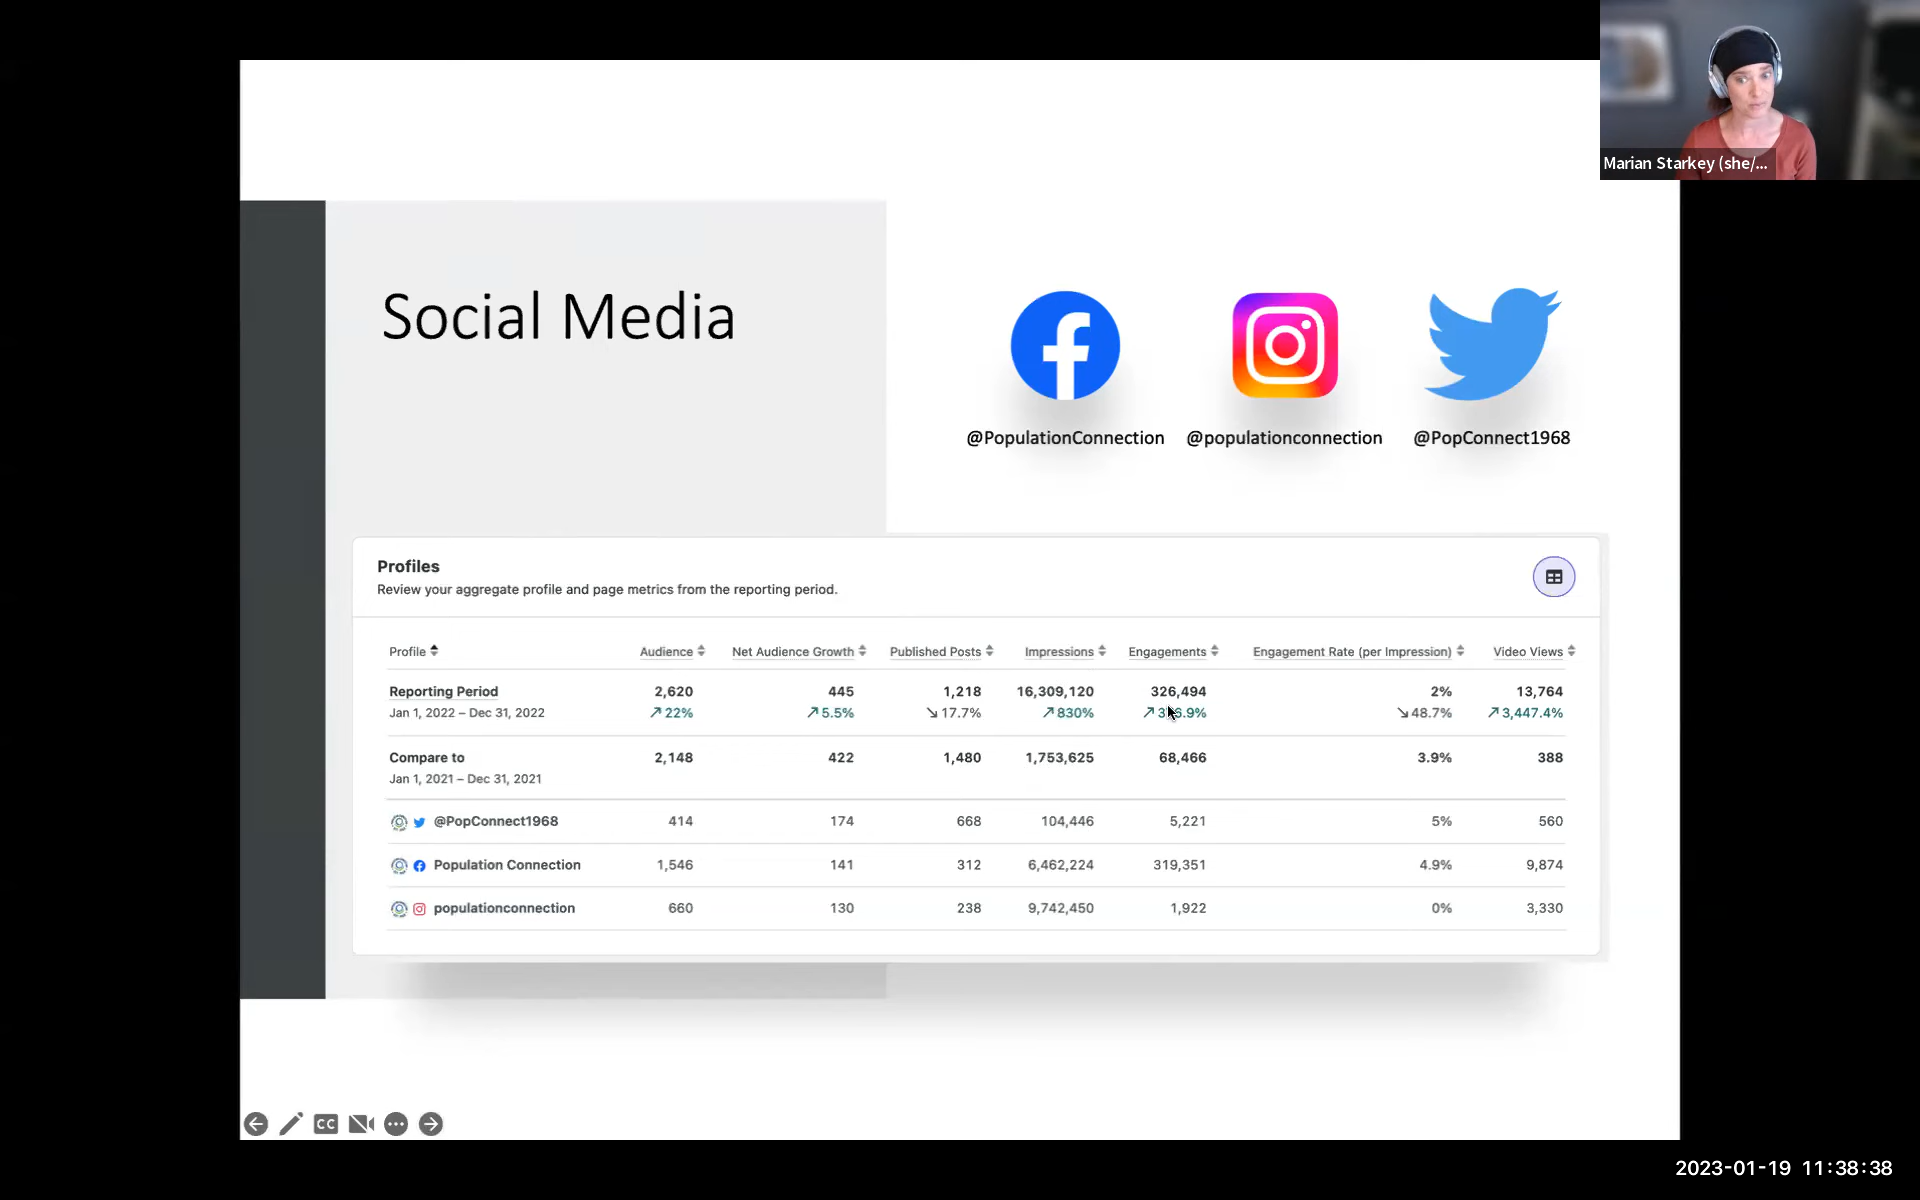 Marian Starkey (she/...
Social Media
@PopulationConnection @populationconnection @PopConnect1968
Profiles
Review your aggregate profile and page metrics from the reporting period.
Profile Audience Net Audience Growth Published Posts Impressions Engagements Engagement Rate (per Impression) Video Views
Reporting Period 2,620 445 1,218 16,309,120 326,494 2% 13,764
Jan 1, 2022 – Dec 31, 2022 ↗22% ↗5.5% ↘17.7% ↗830% ↘48.7% ↗3,447.4%
Compare to 2,148 422 1,480 1,753,625 68,466 3.9% 388
Jan 1, 2021 – Dec 31, 2021
@PopConnect1968 414 174 668 104,446 5,221 5% 560
Population Connection 1,546 141 312 6,462,224 319,351 4.9% 9,874
populationconnection 660 130 238 9,742,450 1,922 0% 3,330
CC
2023-01-19 11:38:38